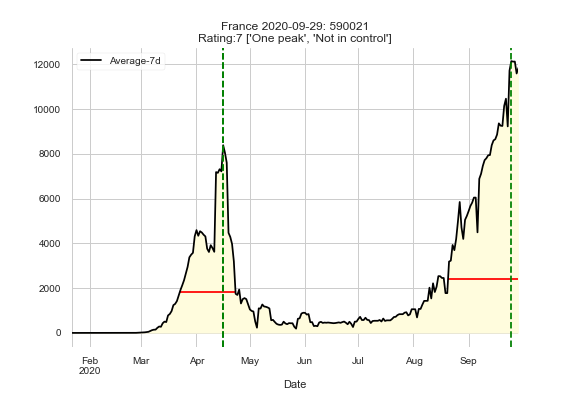 France 2020-09-29: 590021
Rating:7 ['One peak', 'Not in control']
Average-7d
12000
10000
8000
6000
4000
2000
0
Feb Mar Apr May Jun Jul Aug Sep
2020
Date